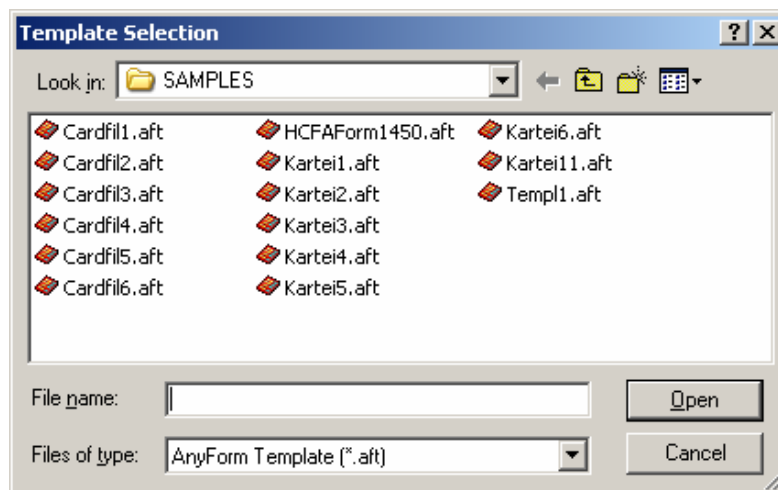 Template Selection
Look in: SAMPLES
Cardfil1.aft
Cardfil2.aft
Cardfil3.aft
Cardfil4.aft
Cardfil5.aft
Cardfil6.aft
HCFAForm1450.aft
Kartei1.aft
Kartei2.aft
Kartei3.aft
Kartei4.aft
Kartei5.aft
Kartei6.aft
Kartei11.aft
Templ1.aft
File name:
Open
Files of type: AnyForm Template (*.aft)
Cancel